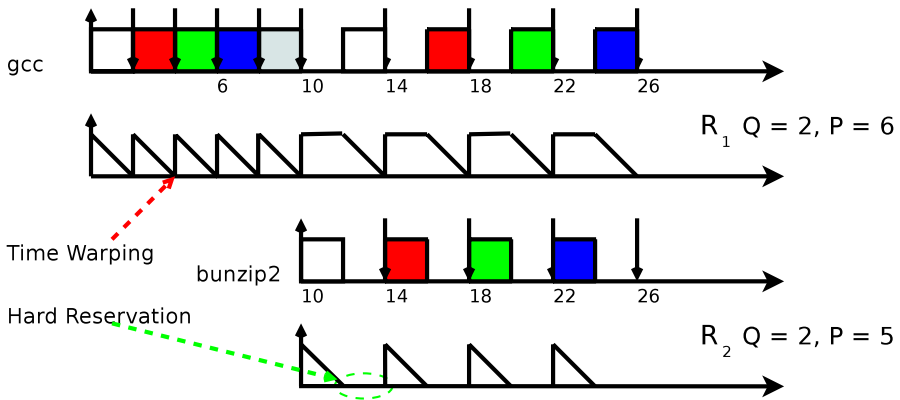 gcc
6 10 14 18 22 26
R1 Q = 2, P = 6
Time Warping
bunzip2
10 14 18 22 26
Hard Reservation
R2 Q = 2, P = 5